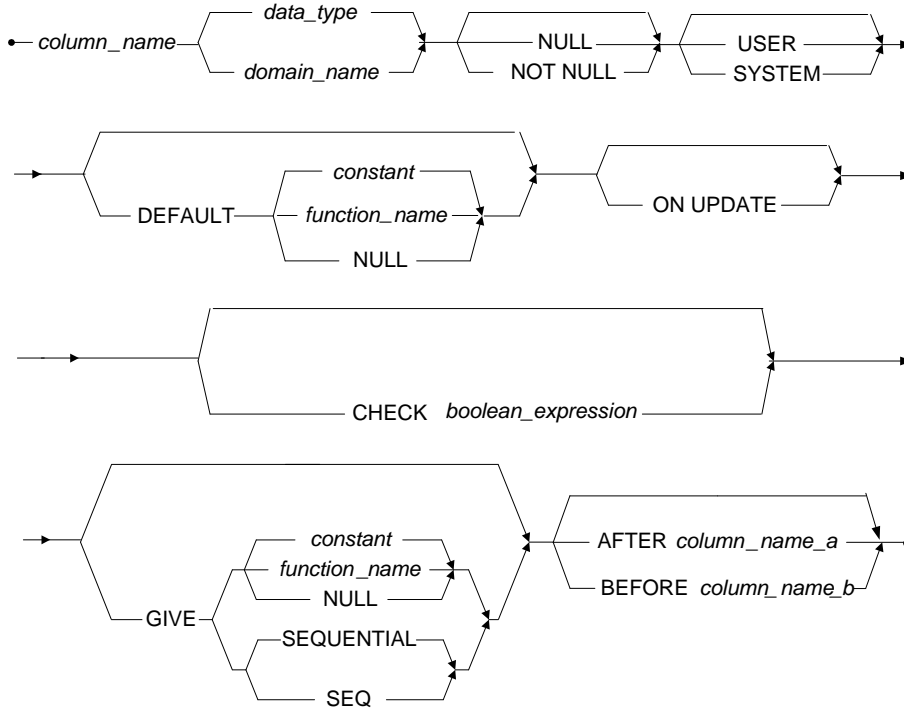 data_type
column_name
domain_name
NULL
NOT NULL
USER
SYSTEM
DEFAULT
constant
function_name
NULL
ON UPDATE
CHECK boolean_expression
GIVE
constant
function_name
NULL
SEQUENTIAL
SEQ
AFTER column_name_a
BEFORE column_name_b